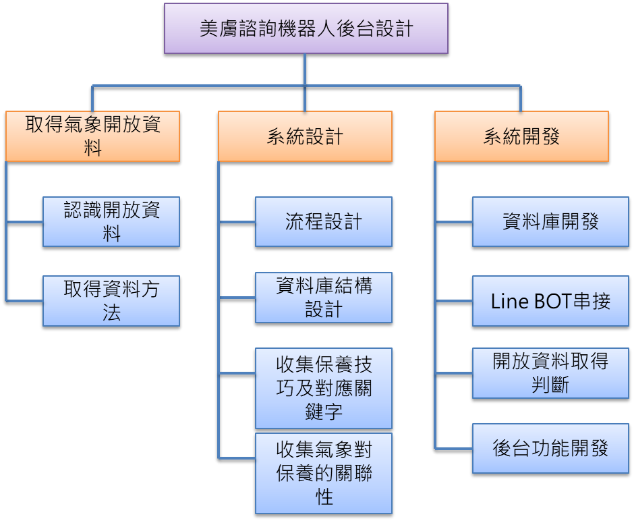 美膚諮詢機器人後台設計
取得氣象開放資
料
認識開放資
料
取得資料方
法
系統設計
流程設計
資料庫結構
設計
收集保養技
巧及對應關
鍵字
收集氣象對
保養的關聯
性
系統開發
資料庫開發
Line BOT串接
開放資料取得
判斷
後台功能開發